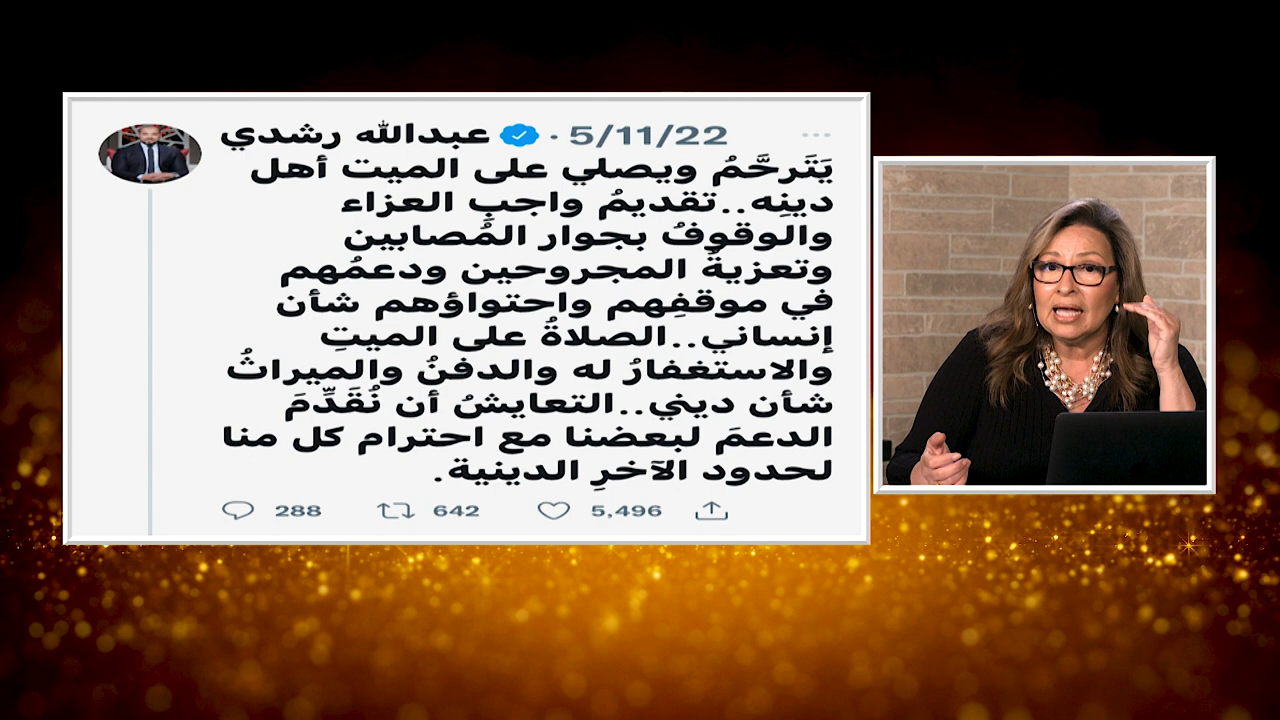 عبدالله رشدي · 5/11/22
يَتَرحَّمُ ويصلي على الميت أهل
دينِه..تقديمُ واجبِ العزاء
والوقوفُ بجوار المُصابين
وتعزيةُ المجروحين ودعمُهم
في موقفِهم واحتواؤهم شأن
إنساني..الصلاةُ على الميتِ
والاستغفارُ له والدفنُ والميراثُ
شأن ديني..التعايشُ أن نُقَدِّمَ
الدعمَ لبعضنا مع احترام كل منا
لحدود الآخرِ الدينية.
288 642 5,496